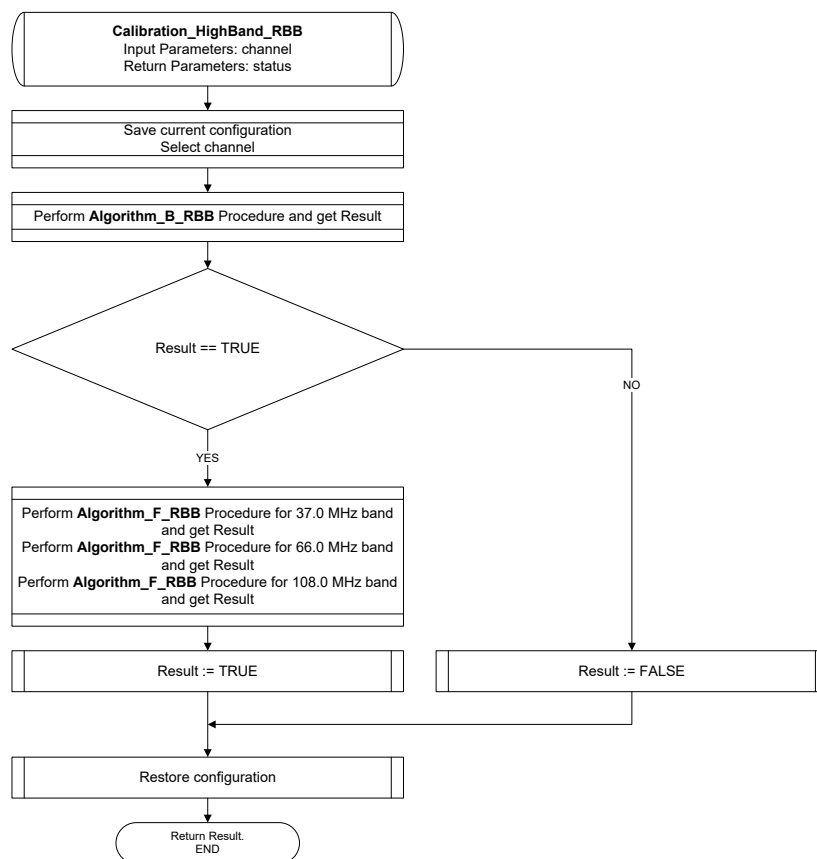 Calibration_HighBand_RBB
Input Parameters: channel
Return Parameters: status
Save current configuration
Select channel
Perform Algorithm_B_RBB Procedure and get Result
Result == TRUE
NO
YES
Perform Algorithm_F_RBB Procedure for 37.0 MHz band
and get Result
Perform Algorithm_F_RBB Procedure for 66.0 MHz band
and get Result
Perform Algorithm_F_RBB Procedure for 108.0 MHz band
and get Result
Result := TRUE
Result := FALSE
Restore configuration
Return Result.
END